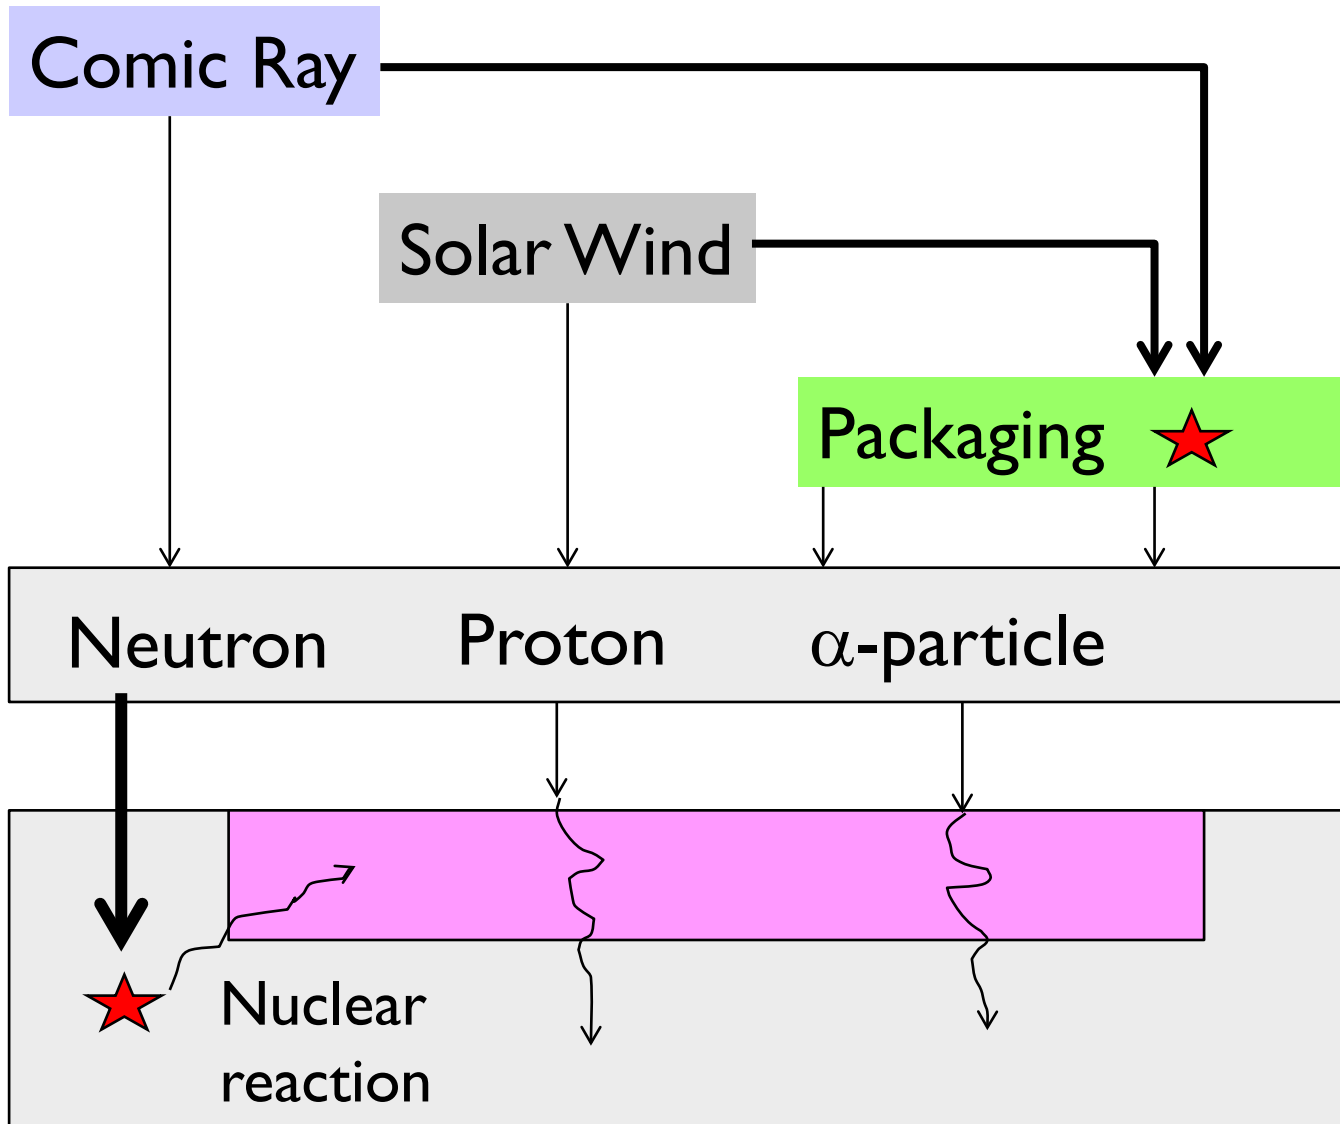 Comic Ray
Solar Wind
Packaging
Neutron
Proton
α-particle
Nuclear
reaction